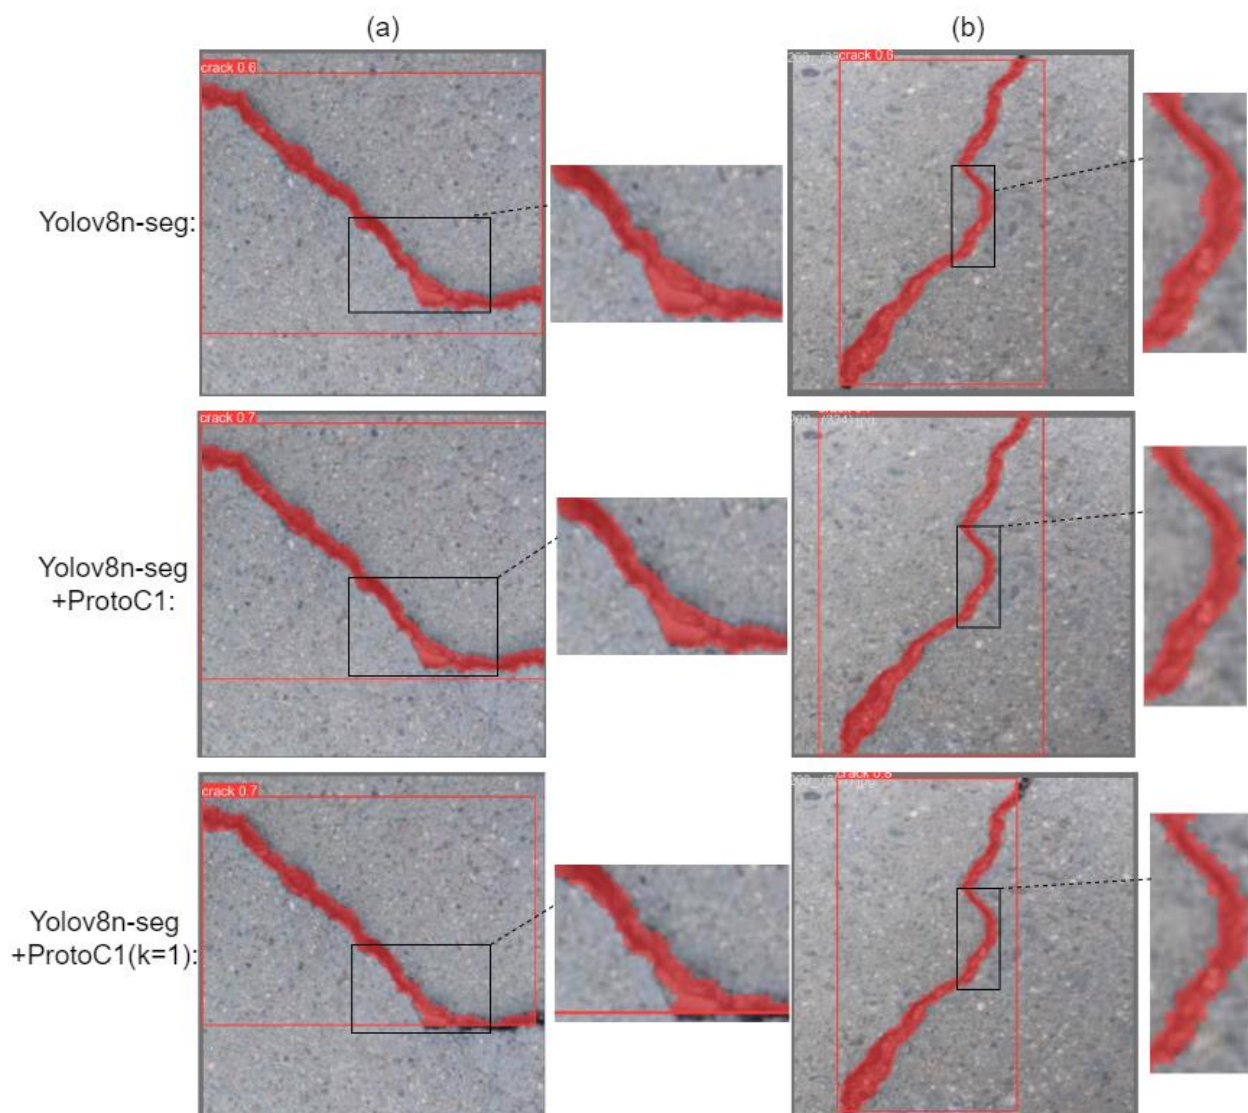 (a)
(b)
crack 0.6
crack 0.6
Yolov8n-seg:
crack 0.7
Yolov8n-seg
+ProtoC1:
crack 0.7
crack 0.8
Yolov8n-seg
+ProtoC1(k=1):